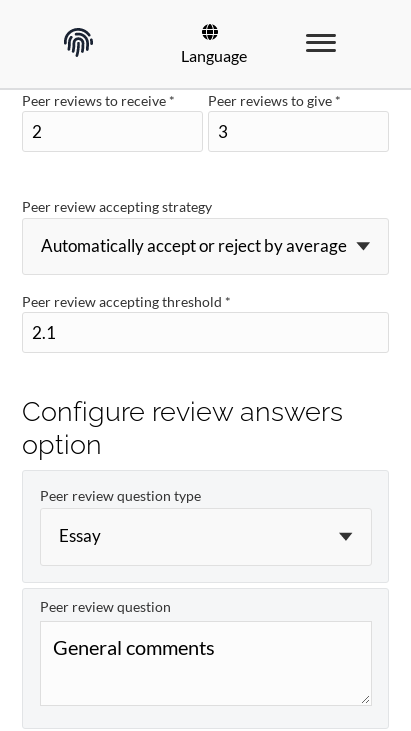 Language
Peer reviews to receive *
Peer reviews to give *
2
3
Peer review accepting strategy
Automatically accept or reject by average
Peer review accepting threshold *
2.1
Configure review answers
option
Peer review question type
Essay
Peer review question
General comments